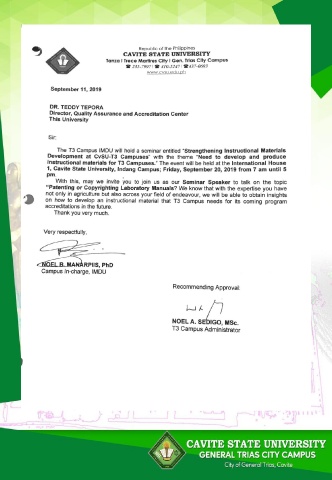 Republic of the Philippines
CAVITE STATE UNIVERSITY
Tanza | Trece Martires City | Gen. Trias City Campus
www.cvsu.edu.ph
September 11, 2019
DR. TEDDY TEPORA
Director, Quality Assurance and Accreditation Center
This University
Sir:
The T3 Campus IMDU will hold a seminar entitled "Strengthening Instructional Materials
Development at CvSU-T3 Campuses" with the theme "Need to develop and produce
instructional materials for T3 Campuses." The event will be held at the International House
1, Cavite State University, Indang Campus; Friday, September 20, 2019 from 7 am until 5
pm.
With this, may we invite you to join us as our Seminar Speaker to talk on the topic
"Patenting or Copyrighting Laboratory Manuals? We know that with the expertise you have
not only in agriculture but also across your field of endeavour, we will be able to obtain insights
on how to develop an instructional material that T3 Campus needs for its coming program
accreditations in the future.
Thank you very much.
Very respectfully,
NOEL B. MANARPIIS, PhD
Campus In-charge, IMDU
Recommending Approval:
NOEL A. SEDIGO, MSc.
T3 Campus Administrator
CAVITE STATE UNIVERSITY
GENERAL TRIAS CITY CAMPUS
City of General Trias, Cavite